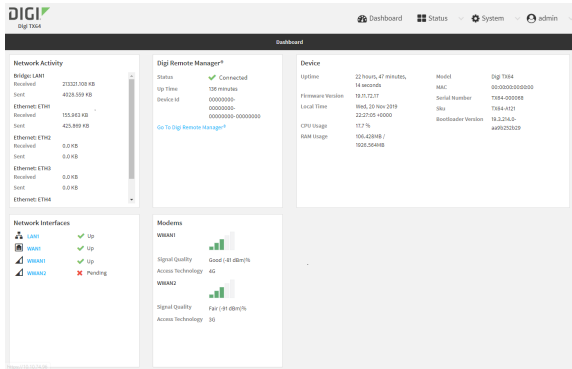 DIGI
Digi TX64
Dashboard
Status
System
admin
Dashboard
Network Activity
Bridge: LAN1
Received 213321.109 KB
Sent 4028.559 KB
Ethernet: ETH1
Received 155.963 KB
Sent 425.869 KB
Ethernet: ETH2
Received 0.0 KB
Sent 0.0 KB
Ethernet: ETH3
Received 0.0 KB
Sent 0.0 KB
Ethernet: ETH4
Digi Remote Manager®
Status Connected
Up Time 136 minutes
Device Id 00000000-
00000000-
00000000-00000000
Go To Digi Remote Manager®
Device
Uptime 22 hours, 47 minutes,
14 seconds
Firmware Version 19.11.72.17
Local Time Wed, 20 Nov 2019
22:27:05 +0000
CPU Usage 11.7 %
RAM Usage 106.428MB /
1926.564MB
Model Digi TX64
MAC 00:00:00:00:00:00
Serial Number TX64-000068
Sku TX64-A121
Bootloader Version 19.3.214.0-
aa9b252b29
Network Interfaces
LAN1 Up
WAN1 Up
WWAN1 Up
WWAN2 Pending
Modems
WWAN1
Signal Quality Good (-81 dBm)%
Access Technology 4G
WWAN2
Signal Quality Fair (-91 dBm)%
Access Technology 3G